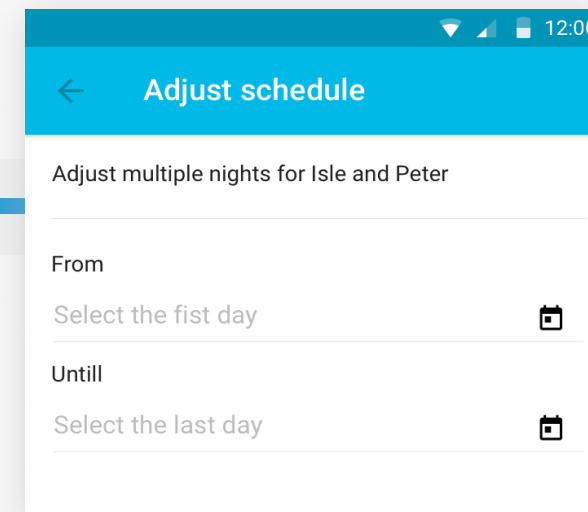 12:00
Adjust schedule
Adjust multiple nights for Isle and Peter
From
Select the fist day
Untill
Select the last day